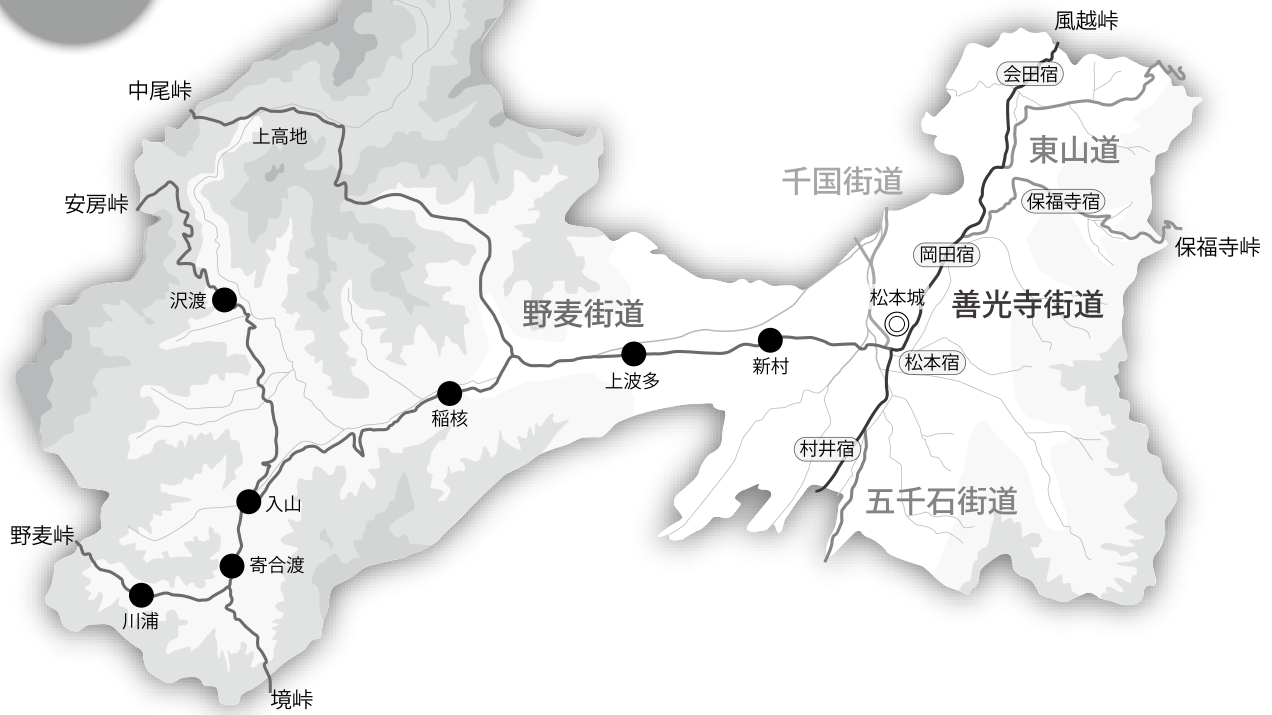 風越峠
会田宿
中尾峠
上高地
東山道
千国街道
安房峠
保福寺宿
保福寺峠
岡田宿
沢渡
松本城
善光寺街道
野麦街道
新村
松本宿
上波多
稲核
村井宿
入山
五千石街道
野麦峠
寄合渡
川浦
境峠